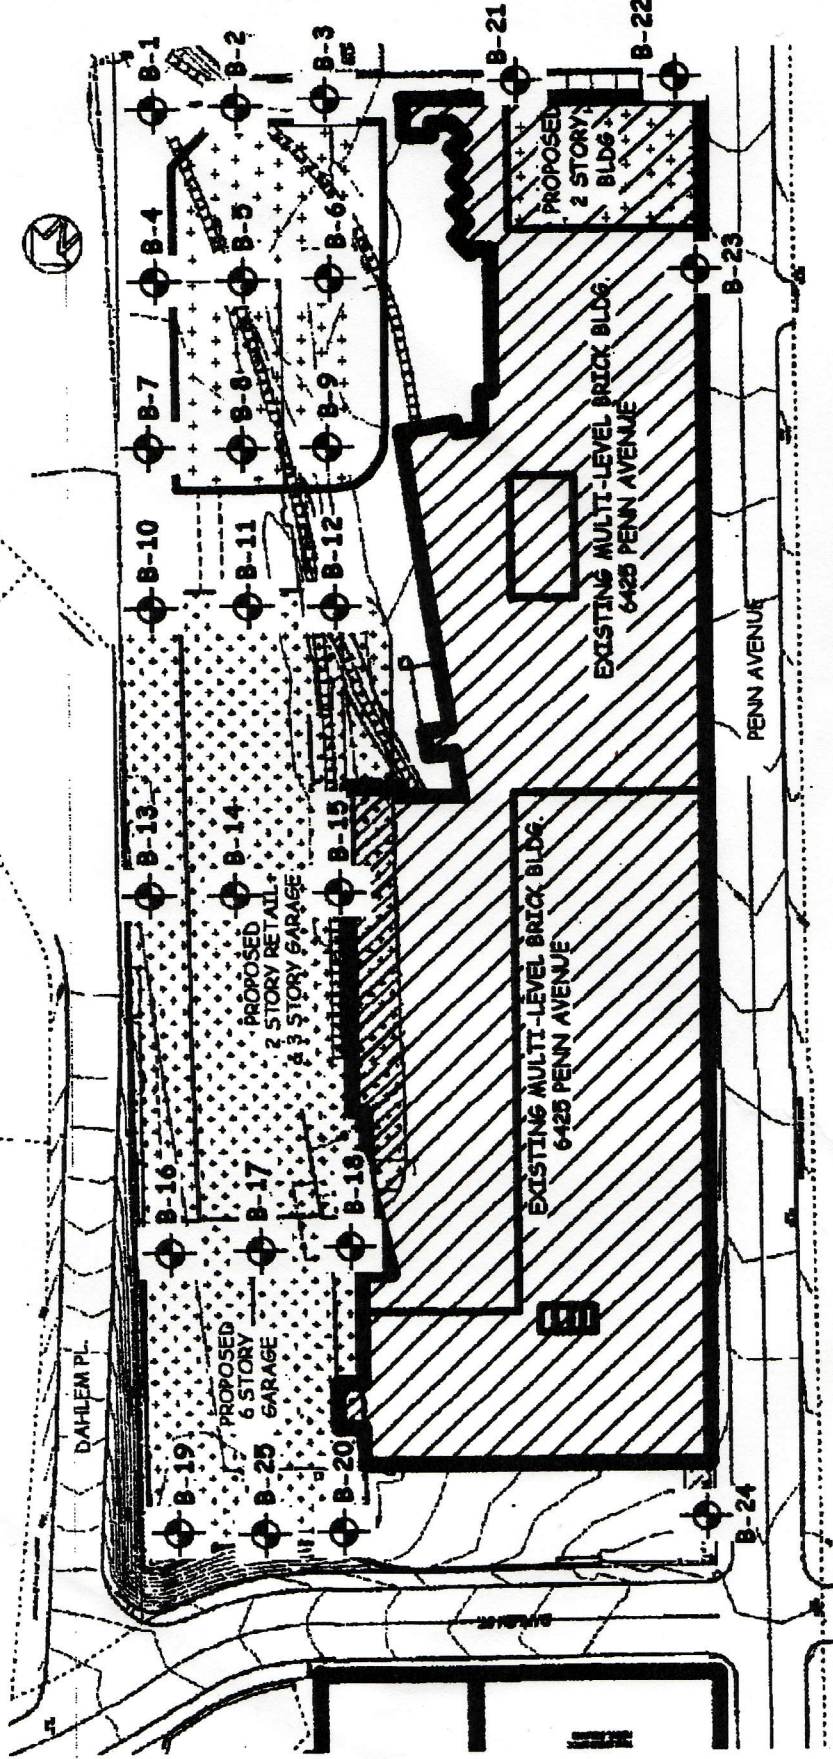 B-1
B-2
B-3
B-21
B-22
B-4
B-5
B-6
PROPOSED
2 STORY
BLDG
B-23
B-7
B-8
B-9
EXISTING MULTI-LEVEL BRICK BLDG.
6425 PENN AVENUE
B-10
B-11
B-12
PENN AVENUE
B-13
B-14
B-15
PROPOSED
2 STORY RETAIL
& 3 STORY GARAGE
EXISTING MULTI-LEVEL BRICK BLDG.
6425 PENN AVENUE
B-16
B-17
B-18
DAHLEM PL.
PROPOSED
6 STORY
GARAGE
B-19
B-25
B-20
B-24